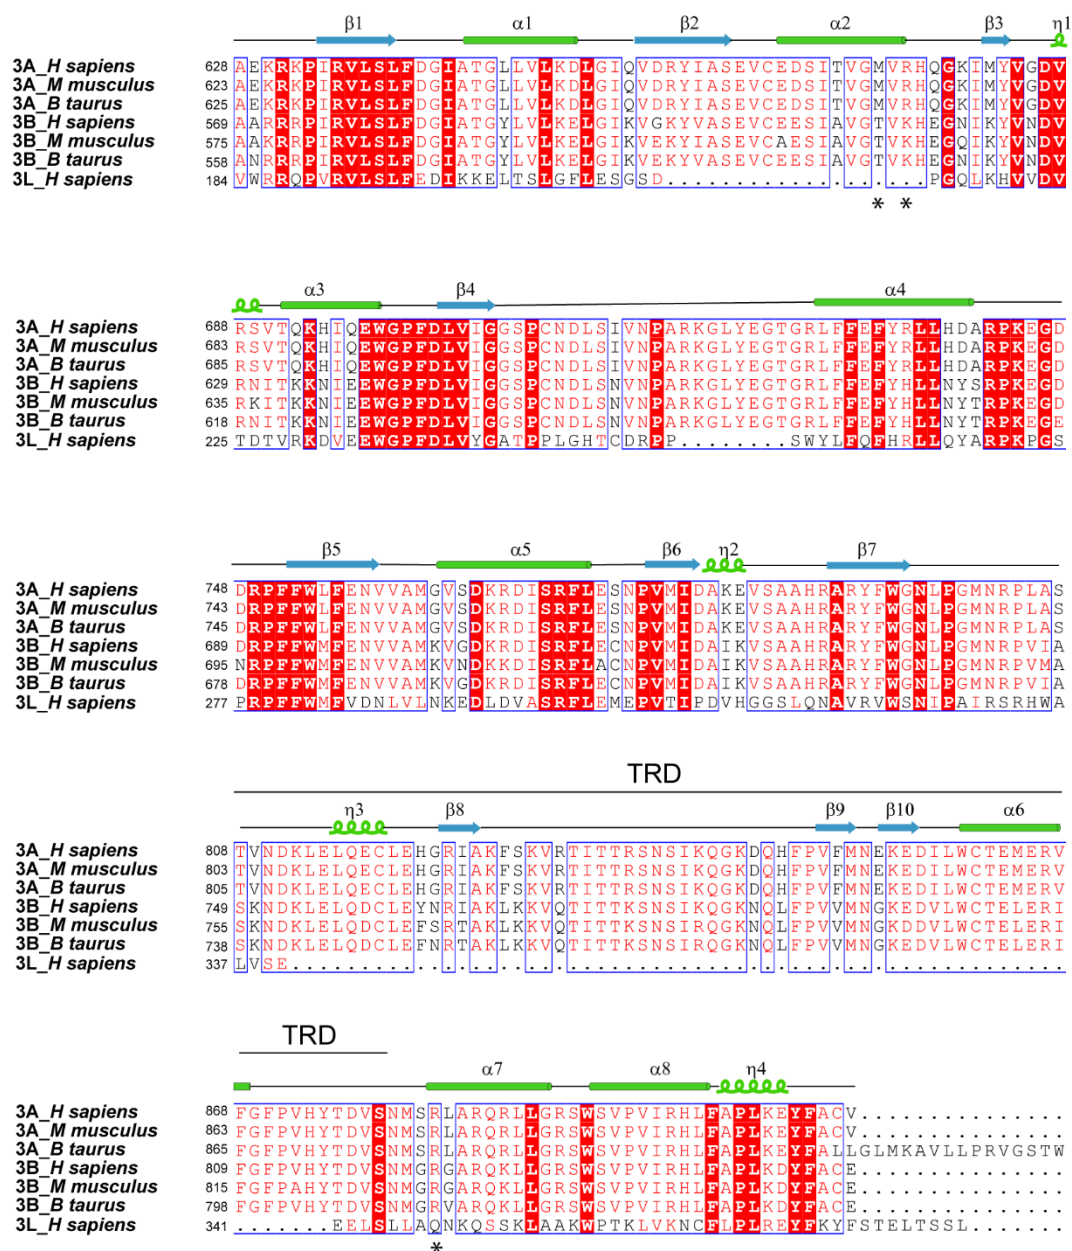 β1 α1 β2 α2 β3 η1
3A_H sapiens 628 AEKRKPIRVLSLFDGIATGLLVLKDLGIQVDRYIASEVCEDSITVGMVRHQGKIMYVGDV
3A_M musculus 623 AEKRKPIRVLSLFDGIATGLLVLKDLGIQVDRYIASEVCEDSITVGMVRHQGKIMYVGDV
3A_B taurus 625 AEKRKPIRVLSLFDGIATGLLVLKDLGIQVDRYIASEVCEDSITVGMVRHQGKIMYVGDV
3B_H sapiens 569 AARRRPIRVLSLFDGIATGYLVLKELGIKVGKYVASEVCEESIAVGTVKHEGNIKYVNDV
3B_M musculus 575 AAKRRPIRVLSLFDGIATGYLVLKELGIKVEKYVASEVCAESIAVGTVKHEGQIKYVNDV
3B_B taurus 558 ANRRRPIRVLSLFDGIATGYLVLKELGIKVEKYVASEVCEESIAVGTVKHEGNIKYVNDV
3L_H sapiens 184 VWRRQPVRVLSLFEDIKKELTSLGFLESGSD..................PGQLKHVVDV
* *
α3 β4 α4
3A_H sapiens 688 RSVTQKHIQEWGPFDLVIGGSPCNDLSIVNPARKGLYEGTGRLFFEFYRLLHDARPKEGD
3A_M musculus 683 RSVTQKHIQEWGPFDLVIGGSPCNDLSIVNPARKGLYEGTGRLFFEFYRLLHDARPKEGD
3A_B taurus 685 RSVTQKHIQEWGPFDLVIGGSPCNDLSIVNPARKGLYEGTGRLFFEFYRLLHDARPKEGD
3B_H sapiens 629 RNITKKNIEEWGPFDLVIGGSPCNDLSNVNPARKGLYEGTGRLFFEFYHLLNYSRPKEGD
3B_M musculus 635 RKITKKNIEEWGPFDLVIGGSPCNDLSNVNPARKGLYEGTGRLFFEFYHLLNYTRPKEGD
3B_B taurus 618 RNITKKNIEEWGPFDLVIGGSPCNDLSNVNPARKGLYEGTGRLFFEFYHLLNYTRPKEGE
3L_H sapiens 225 TDTVRKDVEEWGPFDLVYGATPPLGHTCDRPP........SWYLFQFHRLLQYARPKPGS
β5 α5 β6 η2 β7
3A_H sapiens 748 DRPFFWLFENVVAMGVSDKRDISRFLESNPVMIDAKEVSAAHRARYFWGNLPGMNRPLAS
3A_M musculus 743 DRPFFWLFENVVAMGVSDKRDISRFLESNPVMIDAKEVSAAHRARYFWGNLPGMNRPLAS
3A_B taurus 745 DRPFFWLFENVVAMGVSDKRDISRFLESNPVMIDAKEVSAAHRARYFWGNLPGMNRPLAS
3B_H sapiens 689 DRPFFWMFENVVAMKVGDKRDISRFLECNPVMIDAIKVSAAHRARYFWGNLPGMNRPVIA
3B_M musculus 695 NRPFFWMFENVVAMKVNDKKDISRFLACNPVMIDAIKVSAAHRARYFWGNLPGMNRPVMA
3B_B taurus 678 DRPFFWMFENVVAMKVGDKRDISRFLECNPVMIDAIKVSAAHRARYFWGNLPGMNRPVIA
3L_H sapiens 277 PRPFFWMFVDNLVLNKEDLDVASRFLEMEPVTIPDVHGGSLQNAVRVWSNIPAIRSRHWA
TRD
η3 β8 β9 β10 α6
3A_H sapiens 808 TVNDKLELQECLEHGRIAKFSKVRTITTRSNSIKQGKDQHFPVFMNEKEDILWCTEMERV
3A_M musculus 803 TVNDKLELQECLEHGRIAKFSKVRTITTRSNSIKQGKDQHFPVFMNEKEDILWCTEMERV
3A_B taurus 805 TVNDKLELQECLEHGRIAKFSKVRTITTRSNSIKQGKDQHFPVFMNEKEDILWCTEMERV
3B_H sapiens 749 SKNDKLELQDCLEYNRIAKLKKVQTITTKSNSIKQGKNQLFPVVMNGKEDVLWCTELERI
3B_M musculus 755 SKNDKLELQDCLEFSRTAKLKKVQTITTKSNSIRQGKNQLFPVVMNGKDDVLWCTELERI
3B_B taurus 738 SKNDKLELQDCLEFNRTAKLKKVQTITTKSNSIRQGKNQLFPVVMNGKEDVLWCTELERI
3L_H sapiens 337 LVSE........................................................
TRD
α7 α8 η4
3A_H sapiens 868 FGFPVHYTDVSNMSRLARQRLLGRSWSVPVIRHLFAPLKEYFACV...............
3A_M musculus 863 FGFPVHYTDVSNMSRLARQRLLGRSWSVPVIRHLFAPLKEYFACV...............
3A_B taurus 865 FGFPVHYTDVSNMSRLARQRLLGRSWSVPVIRHLFAPLKEYFALLGLMKAVLLPRVGSTW
3B_H sapiens 809 FGFPVHYTDVSNMGRGARQKLLGRSWSVPVIRHLFAPLKDYFACE...............
3B_M musculus 815 FGFPAHYTDVSNMGRGARQKLLGRSWSVPVIRHLFAPLKDYFACE...............
3B_B taurus 798 FGFPVHYTDVSNMGRVARQKLLGRSWSVPVIRHLFAPLKDYFACE...............
3L_H sapiens 341 .......EELSLLAQNKQSSKLAAKWPTKLVKNCFLPLREYFKYFSTELTSSL.......
*